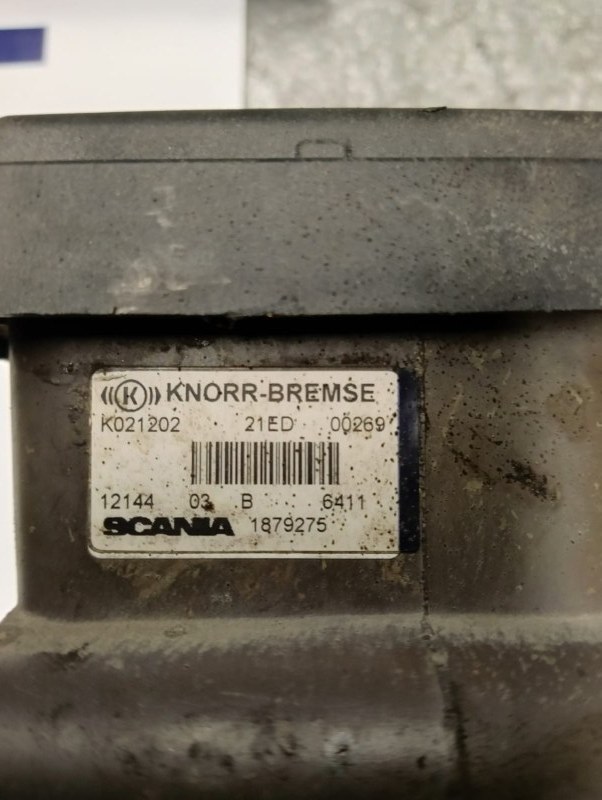 K KNORR-BREMSE
K021202 21ED 00269
12144 03 B 6411
SCANIA 1879275